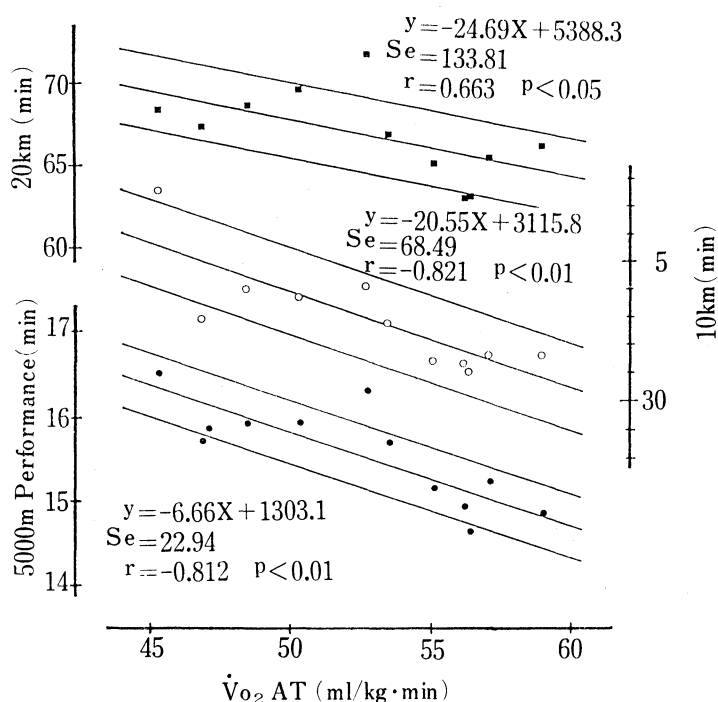 y=-24.69X+5388.3
Se=133.81
r=0.663 p<0.05
20km (min)
70
65
60
y=-20.55X+3115.8
Se=68.49
r=-0.821 p<0.01
10km(min)
5
30
5000m Performance(min)
17
16
15
14
y=-6.66X+1303.1
Se=22.94
r=-0.812 p<0.01
45 50 55 60
V̇o₂ AT (ml/kg·min)